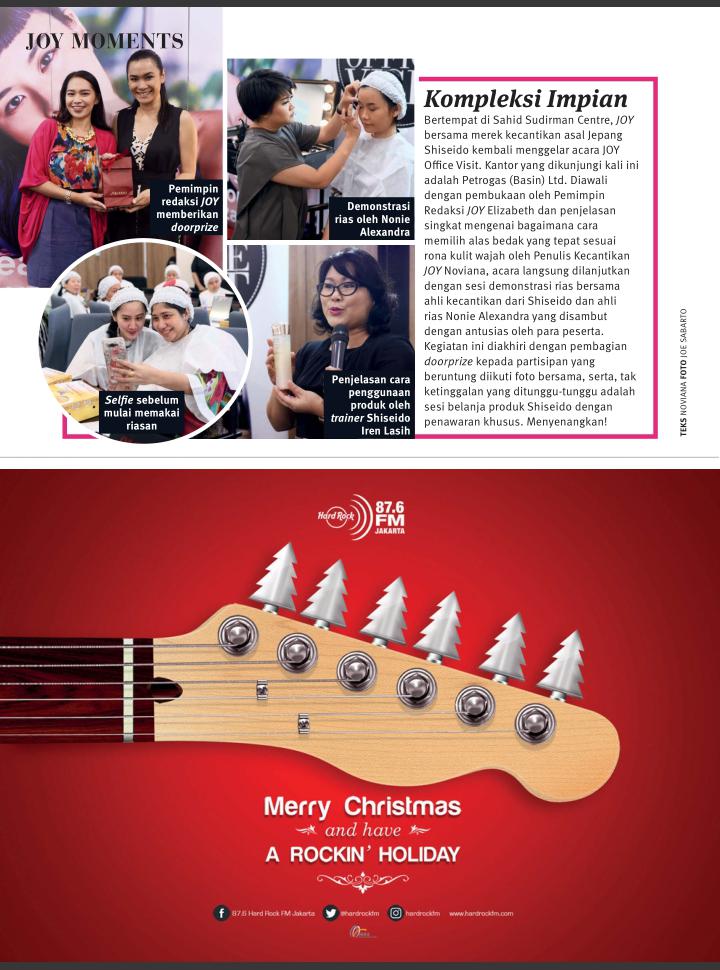 JOY MOMENTS
Pemimpin
redaksi JOY
memberikan
doorprize
Demonstrasi
rias oleh Nonie
Alexandra
Selfie sebelum
mulai memakai
riasan
Penjelasan cara
penggunaan
produk oleh
trainer Shiseido
Iren Lasih
Kompleksi Impian
Bertempat di Sahid Sudirman Centre, JOY
bersama merek kecantikan asal Jepang
Shiseido kembali menggelar acara JOY
Office Visit. Kantor yang dikunjungi kali ini
adalah Petrogas (Basin) Ltd. Diawali
dengan pembukaan oleh Pemimpin
Redaksi JOY Elizabeth dan penjelasan
singkat mengenai bagaimana cara
memilih alas bedak yang tepat sesuai
rona kulit wajah oleh Penulis Kecantikan
JOY Noviana, acara langsung dilanjutkan
dengan sesi demonstrasi rias bersama
ahli kecantikan dari Shiseido dan ahli
rias Nonie Alexandra yang disambut
dengan antusias oleh para peserta.
Kegiatan ini diakhiri dengan pembagian
doorprize kepada partisipan yang
beruntung diikuti foto bersama, serta, tak
ketinggalan yang ditunggu-tunggu adalah
sesi belanja produk Shiseido dengan
penawaran khusus. Menyenangkan!
TEKS NOVIANA FOTO JOE SABARTO
Hard Rock
87.6
FM
JAKARTA
Merry Christmas
and have
A ROCKIN' HOLIDAY
87.6 Hard Rock FM Jakarta @hardrockfm hardrockfm www.hardrockfm.com